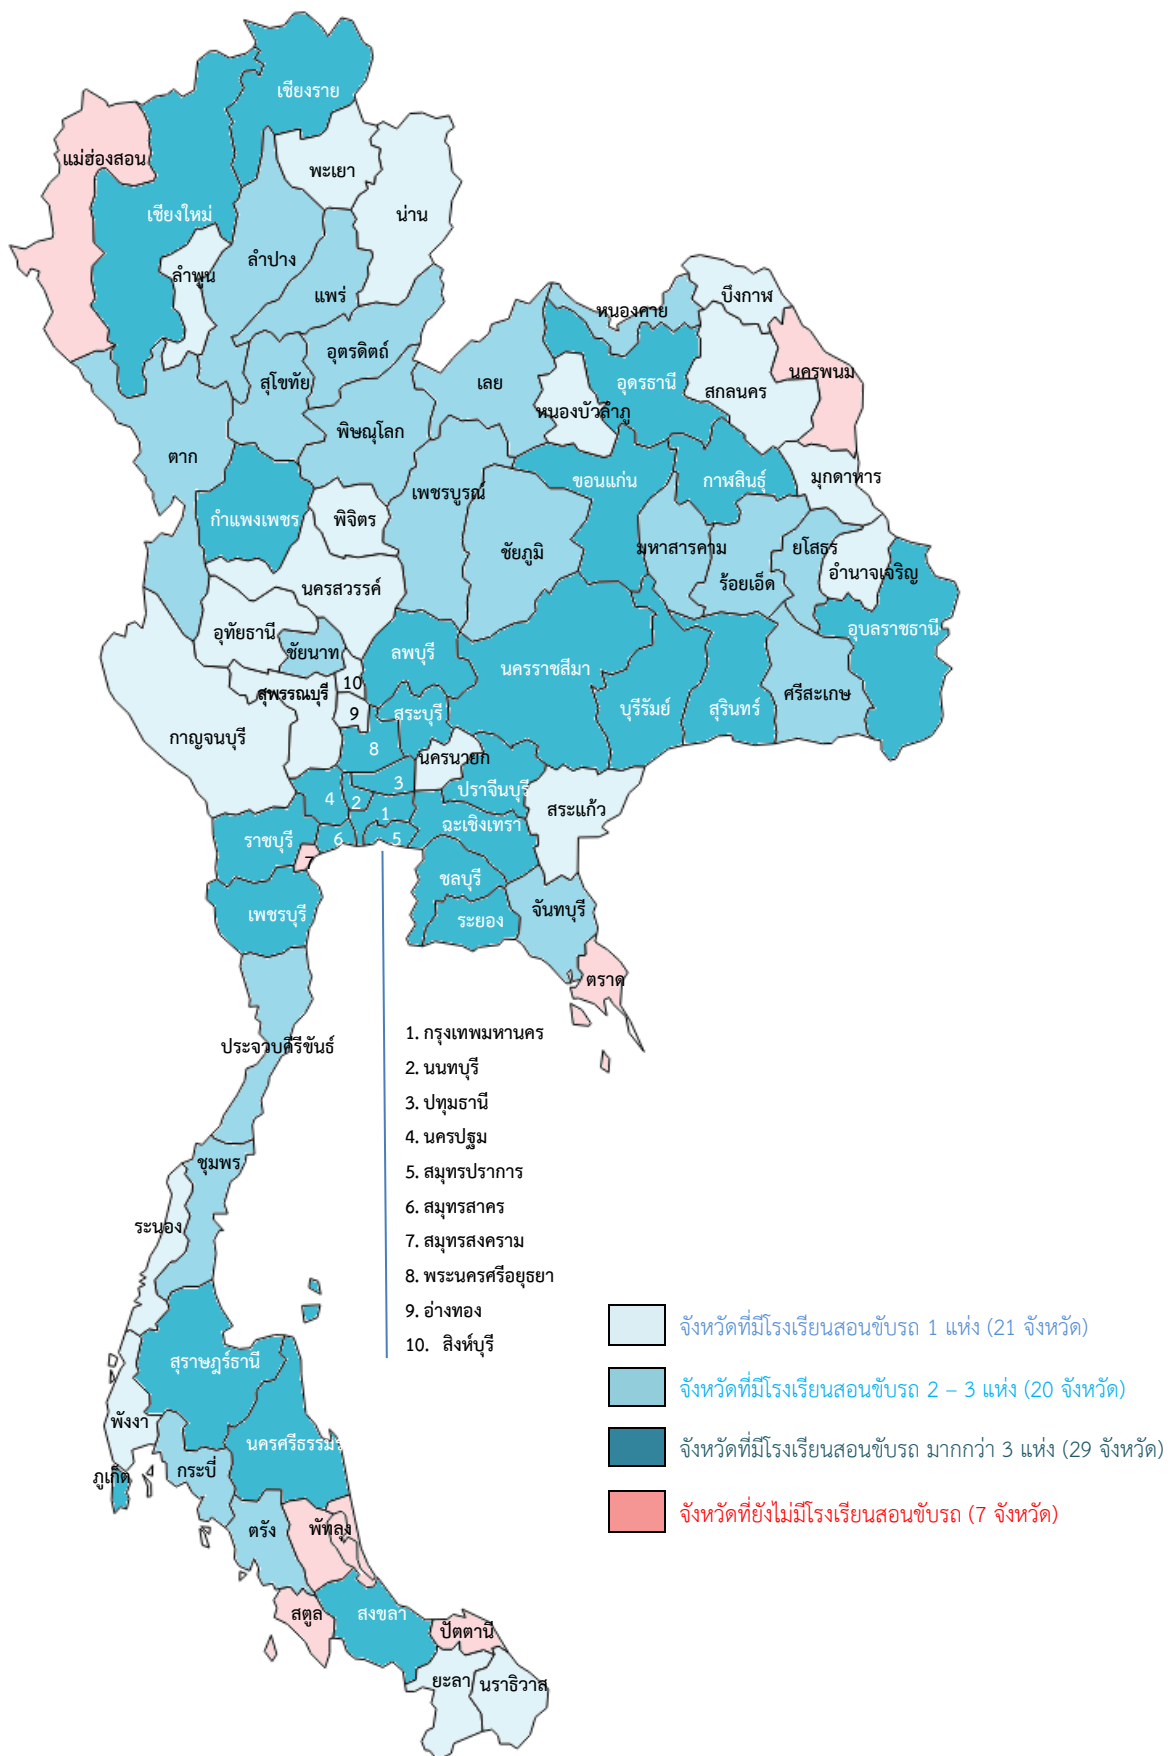 เชียงราย
แม่ฮ่องสอน
พะเยา
เชียงใหม่
น่าน
ลำปาง
ลำพูน
แพร่
บึงกาฬ
หนองคาย
อุตรดิตถ์
นครพนม
สุโขทัย
เลย
อุดรธานี
สกลนคร
หนองบัวลำภู
พิษณุโลก
ตาก
ขอนแก่น
กาฬสินธุ์
มุกดาหาร
เพชรบูรณ์
กำแพงเพชร
พิจิตร
ชัยภูมิ
มหาสารคาม
ยโสธร
อำนาจเจริญ
ร้อยเอ็ด
นครสวรรค์
อุทัยธานี
อุบลราชธานี
ชัยนาท
ลพบุรี
นครราชสีมา
10
สุพรรณบุรี
ศรีสะเกษ
สระบุรี
บุรีรัมย์
สุรินทร์
9
กาญจนบุรี
8
นครนายก
3
ปราจีนบุรี
4
2
สระแก้ว
1
ฉะเชิงเทรา
ราชบุรี
6
5
7
ชลบุรี
เพชรบุรี
ระยอง
จันทบุรี
ตราด
1. กรุงเทพมหานคร
ประจวบคีรีขันธ์
2. นนทบุรี
3. ปทุมธานี
4. นครปฐม
ชุมพร
5. สมุทรปราการ
6. สมุทรสาคร
ระนอง
7. สมุทรสงคราม
8. พระนครศรีอยุธยา
9. อ่างทอง
10. สิงห์บุรี
จังหวัดที่มีโรงเรียนสอนขับรถ 1 แห่ง (21 จังหวัด)
สุราษฎร์ธานี
จังหวัดที่มีโรงเรียนสอนขับรถ 2 – 3 แห่ง (20 จังหวัด)
พังงา
นครศรีธรรมร
จังหวัดที่มีโรงเรียนสอนขับรถ มากกว่า 3 แห่ง (29 จังหวัด)
ภูเก็ต
กระบี่
จังหวัดที่ยังไม่มีโรงเรียนสอนขับรถ (7 จังหวัด)
ตรัง
พัทลุง
สตูล
สงขลา
ปัตตานี
ยะลา
นราธิวาส